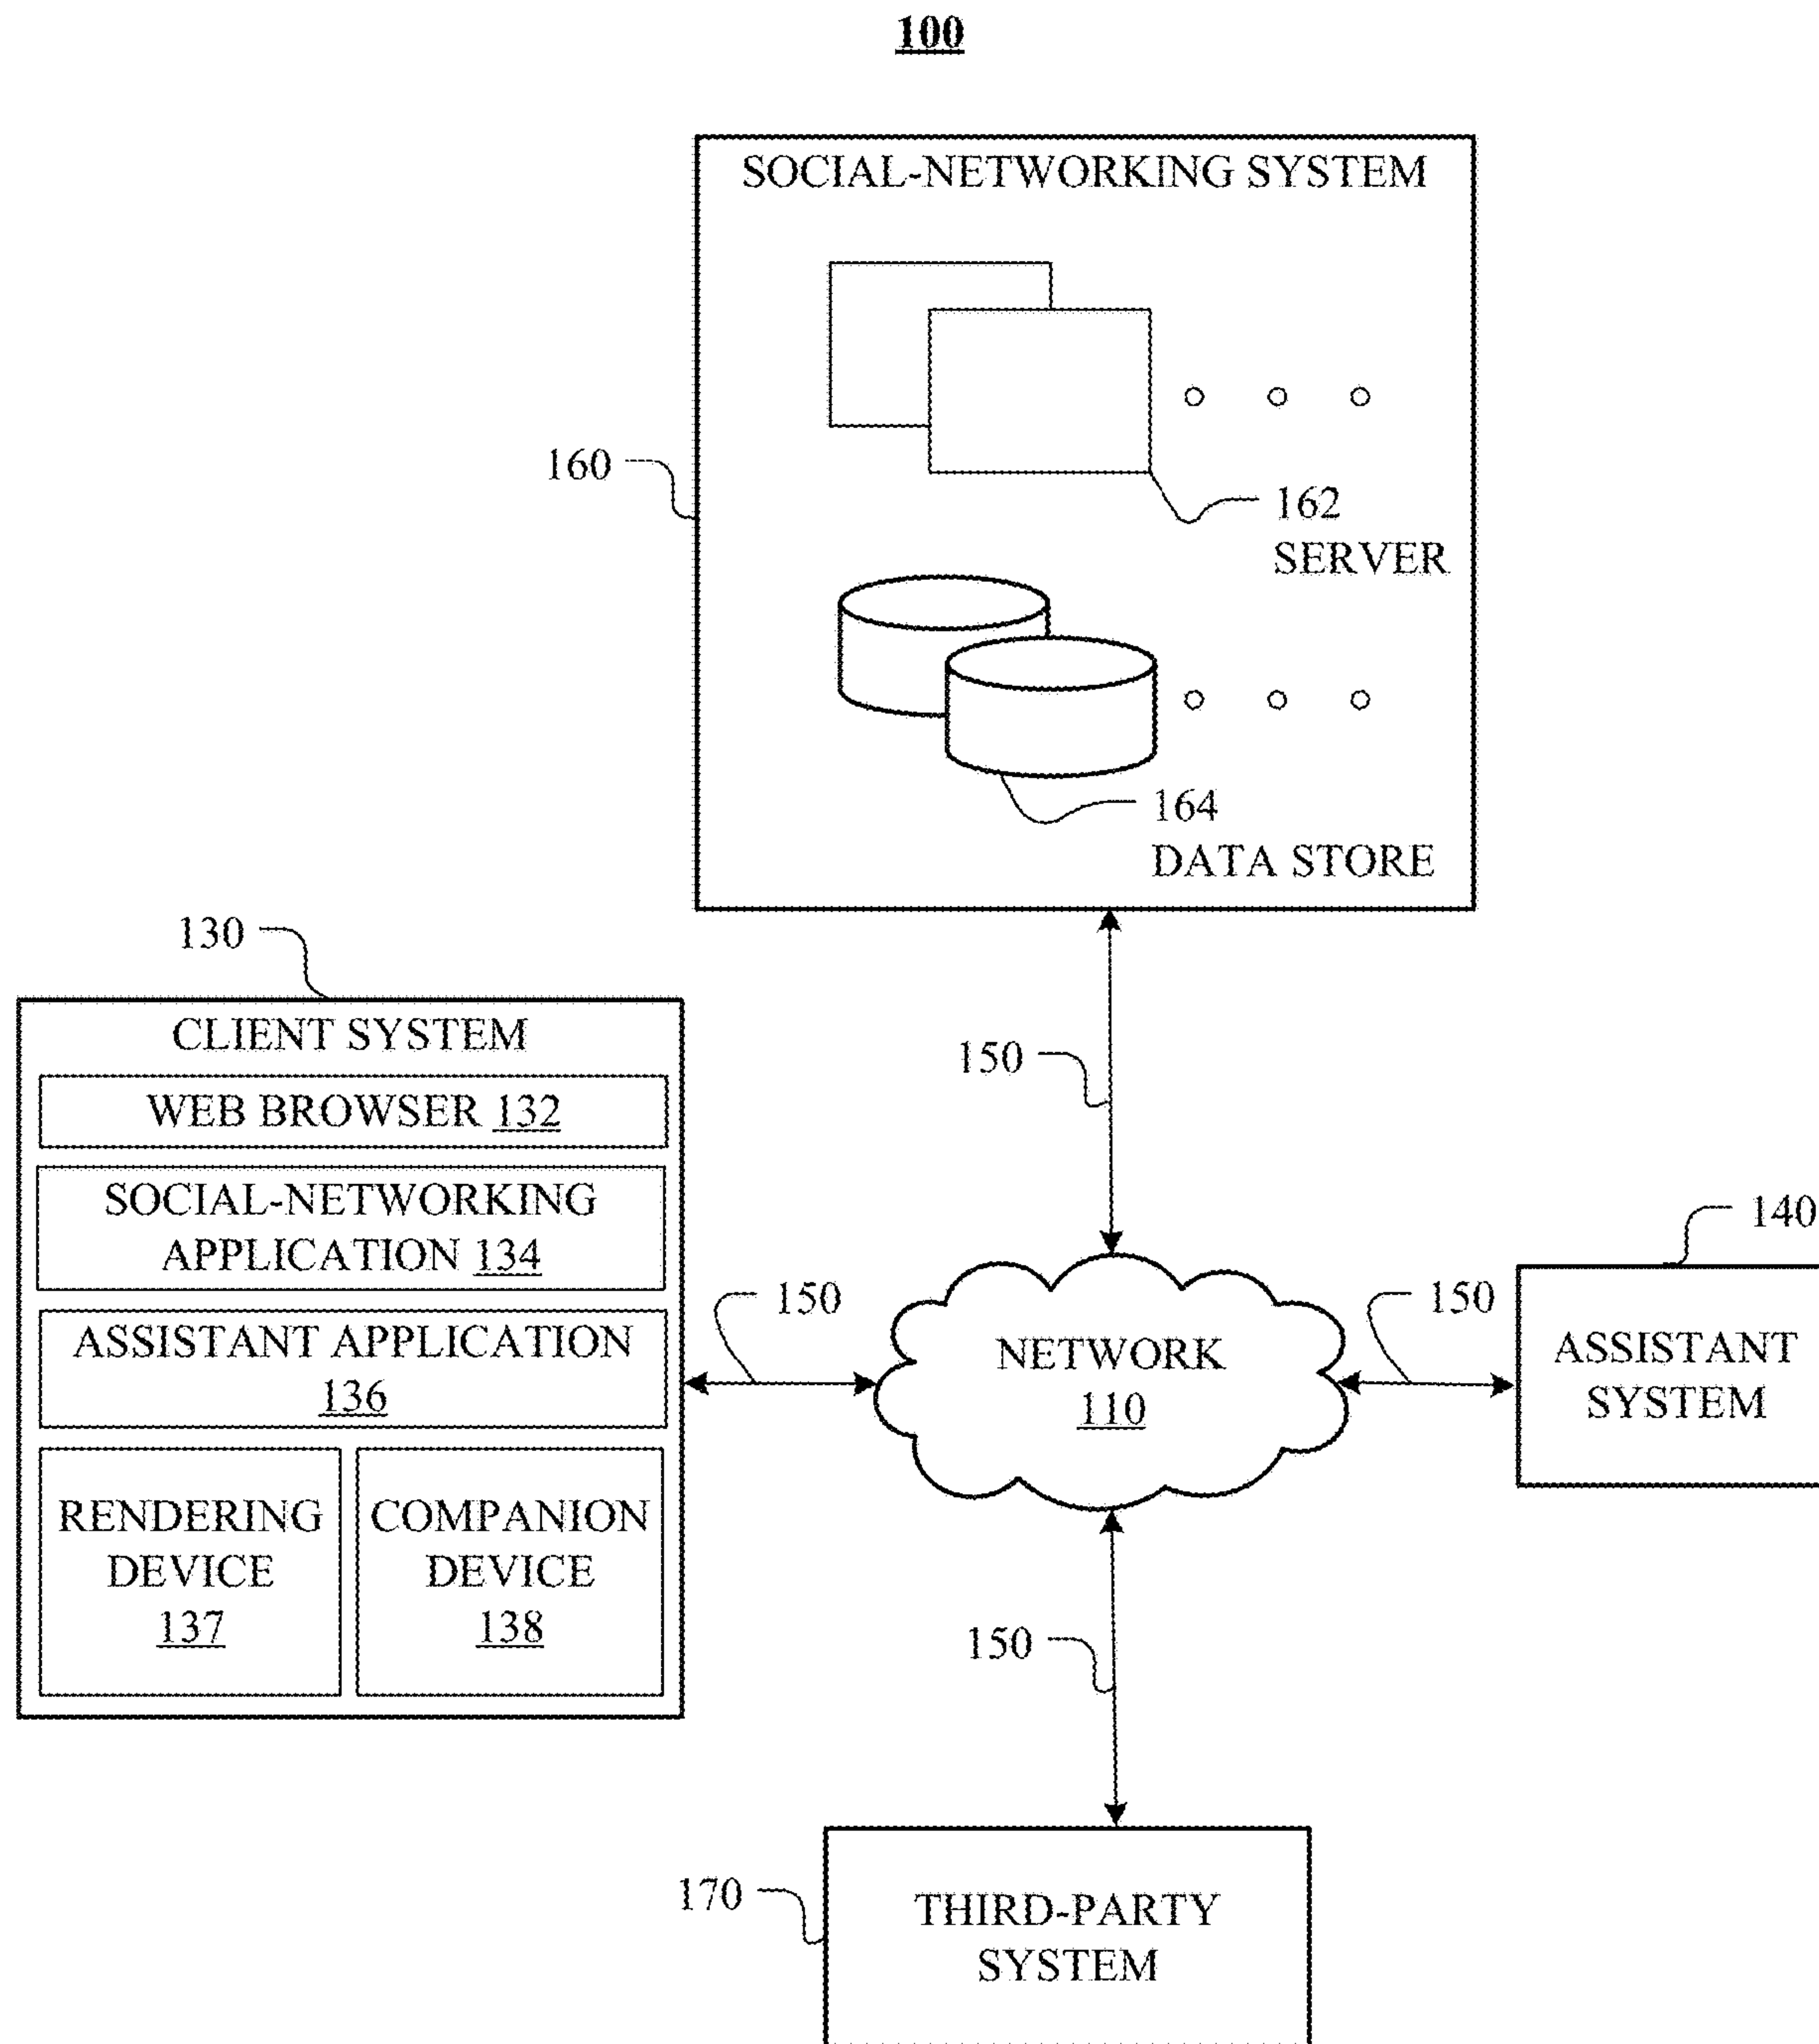 100
SOCIAL-NETWORKING SYSTEM
160
162
SERVER
164
DATA STORE
130
CLIENT SYSTEM
WEB BROWSER 132
SOCIAL-NETWORKING
APPLICATION 134
ASSISTANT APPLICATION
136
RENDERING
DEVICE
137
COMPANION
DEVICE
138
150
150
NETWORK
110
150
140
ASSISTANT
SYSTEM
150
170
THIRD-PARTY
SYSTEM